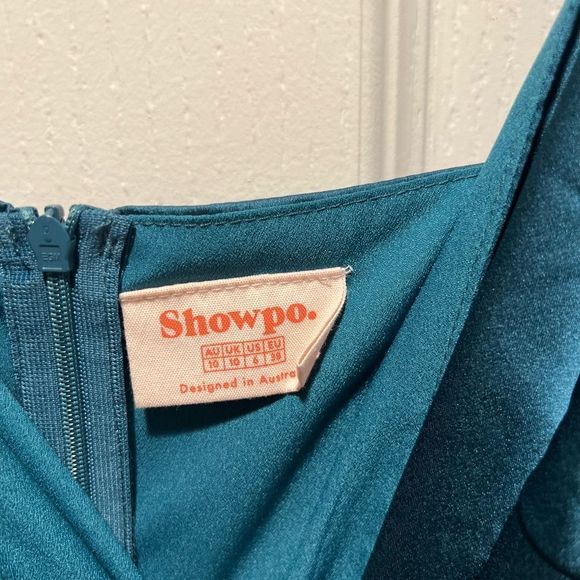 Showpo.
AU UK US EU
10 10 6 38
Designed in Austra